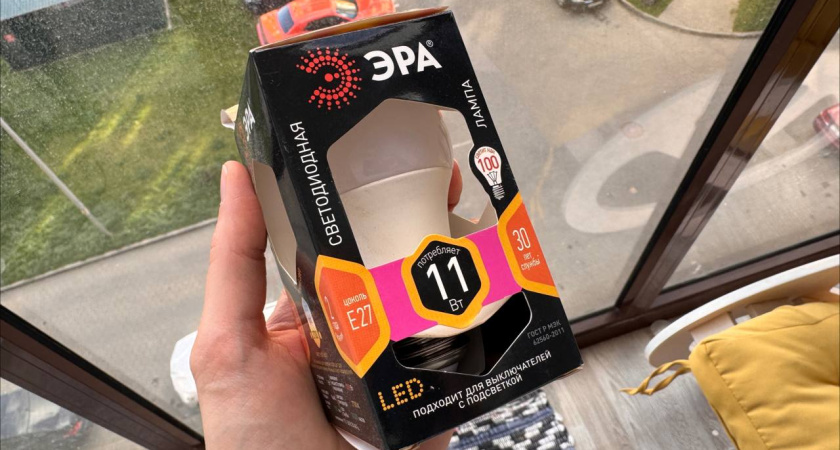 ЭРА®
ЭРА
СВЕТОДИОДНАЯ
ЛАМПА
100
потребляет
11
Вт
30
лет
службы
цоколь
E27
ГОСТ Р МЭК
62560-2011
LED
ПОДХОДИТ ДЛЯ ВЫКЛЮЧАТЕЛЕЙ
С ПОДСВЕТКОЙ